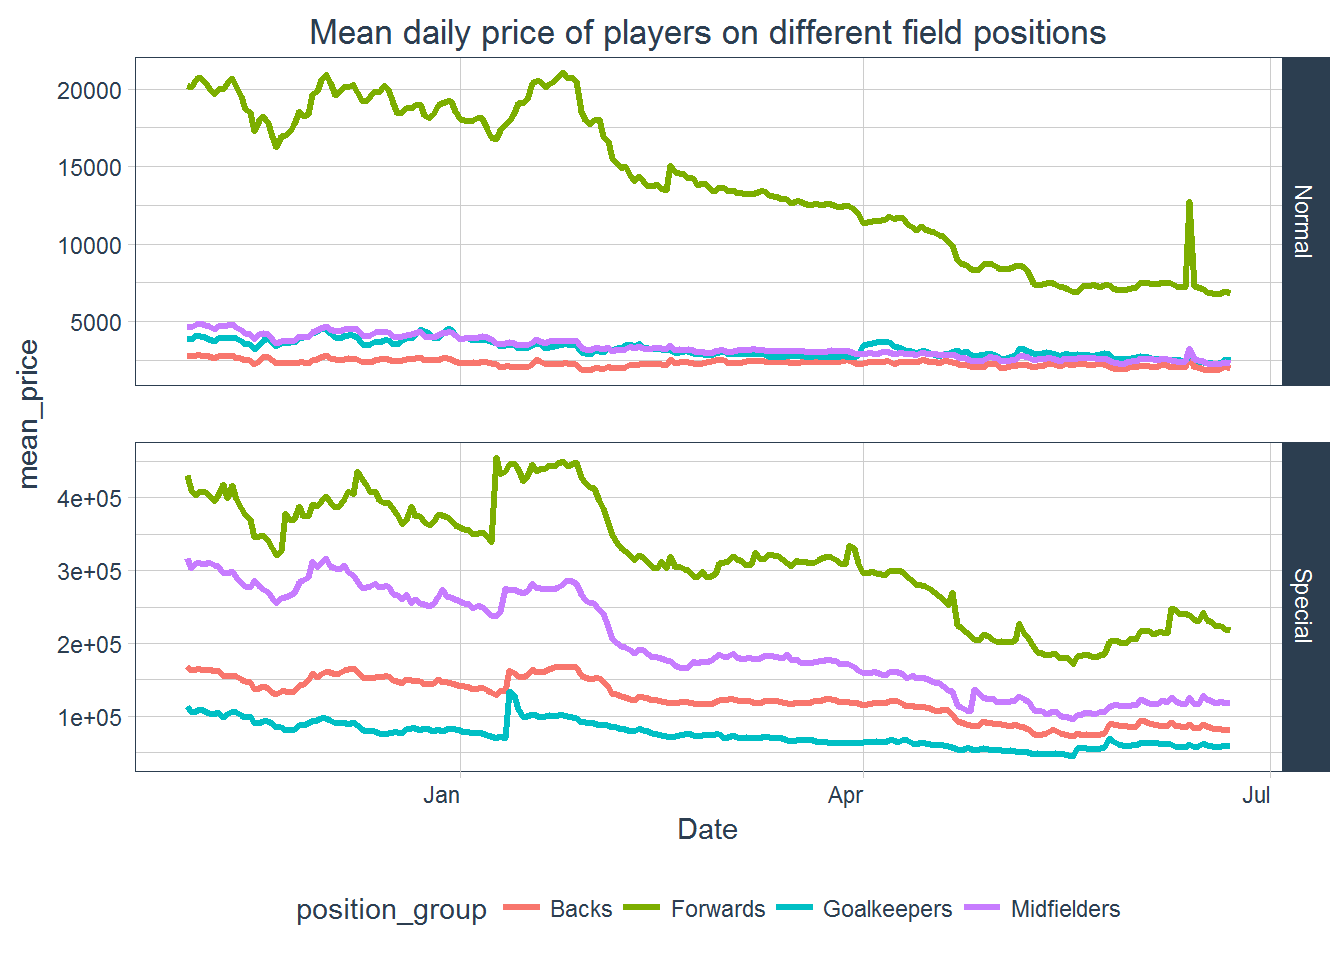 Mean daily price of players on different field positions
20000
15000
10000
5000
Normal
mean_price
4e+05
3e+05
2e+05
1e+05
Special
Jan
Apr
Jul
Date
position_group
Backs
Forwards
Goalkeepers
Midfielders